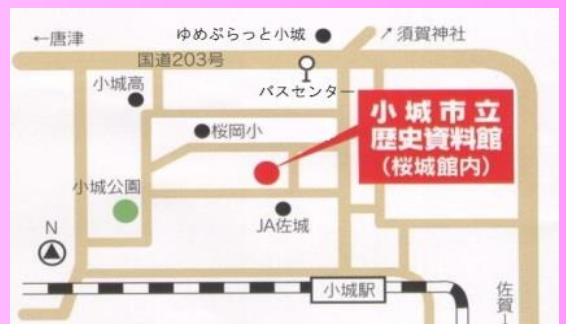 ←唐津
ゆめぷらっと小城
↗須賀神社
国道203号
小城高
バスセンター
小城市立
歴史資料館
(桜城館内)
桜岡小
小城公園
JA佐城
N
小城駅
佐賀→